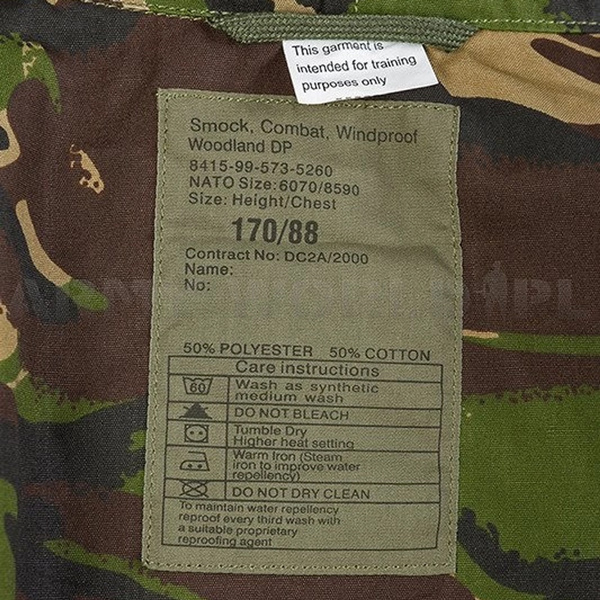 This garment is
intended for training
purposes only
Smock, Combat, Windproof
Woodland DP
8415-99-573-5260
NATO Size:6070/8590
Size: Height/Chest
170/88
Contract No: DC2A/2000
Name:
No:
50% POLYESTER 50% COTTON
Care instructions
60 Wash as synthetic
medium wash
DO NOT BLEACH
Tumble Dry
Higher heat setting
Warm Iron (Steam
iron to improve water
repellency)
DO NOT DRY CLEAN
To maintain water repellency
reproof every third wash with
a suitable proprietary
reproofing agent
ARMYWORLD.PL